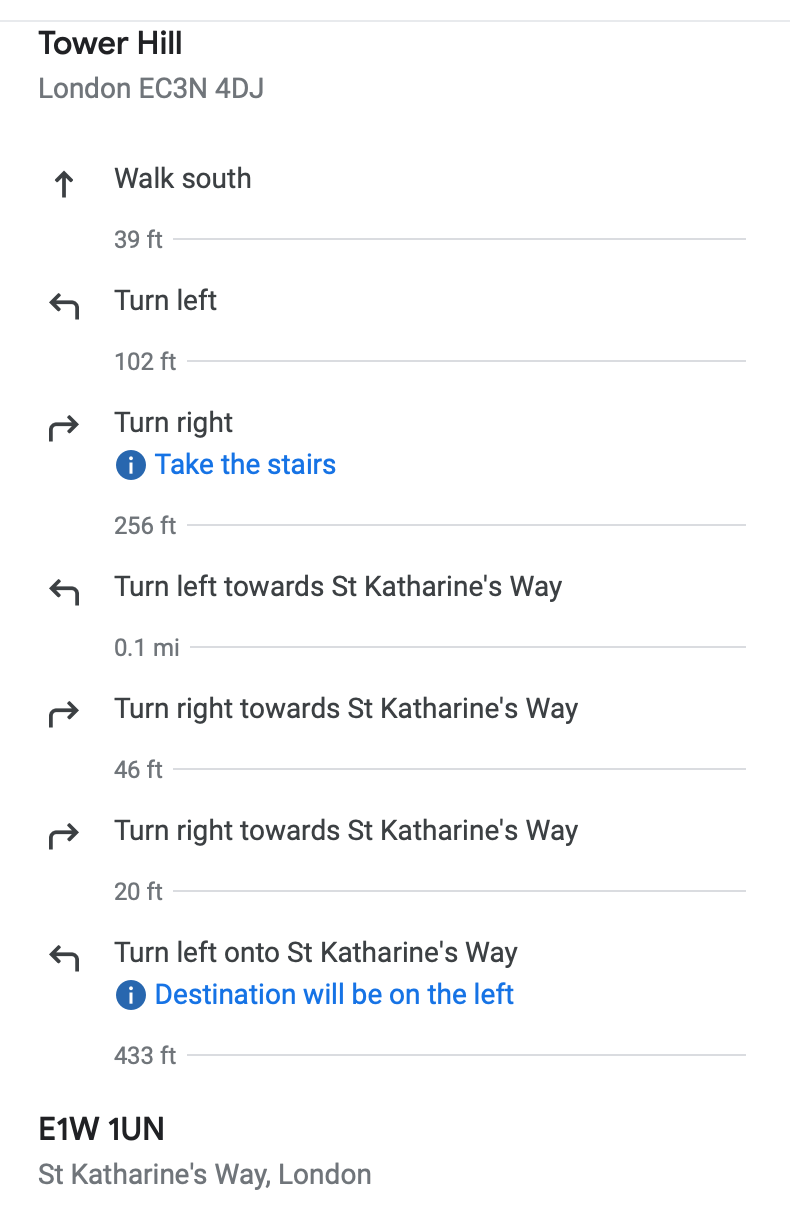 Tower Hill
London EC3N 4DJ
Walk south
39 ft
Turn left
102 ft
Turn right
i Take the stairs
256 ft
Turn left towards St Katharine's Way
0.1 mi
Turn right towards St Katharine's Way
46 ft
Turn right towards St Katharine's Way
20 ft
Turn left onto St Katharine's Way
i Destination will be on the left
433 ft
E1W 1UN
St Katharine's Way, London